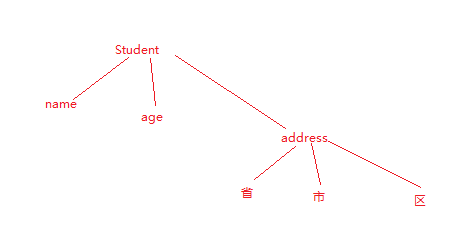 Student
name
age
address
省
市
区